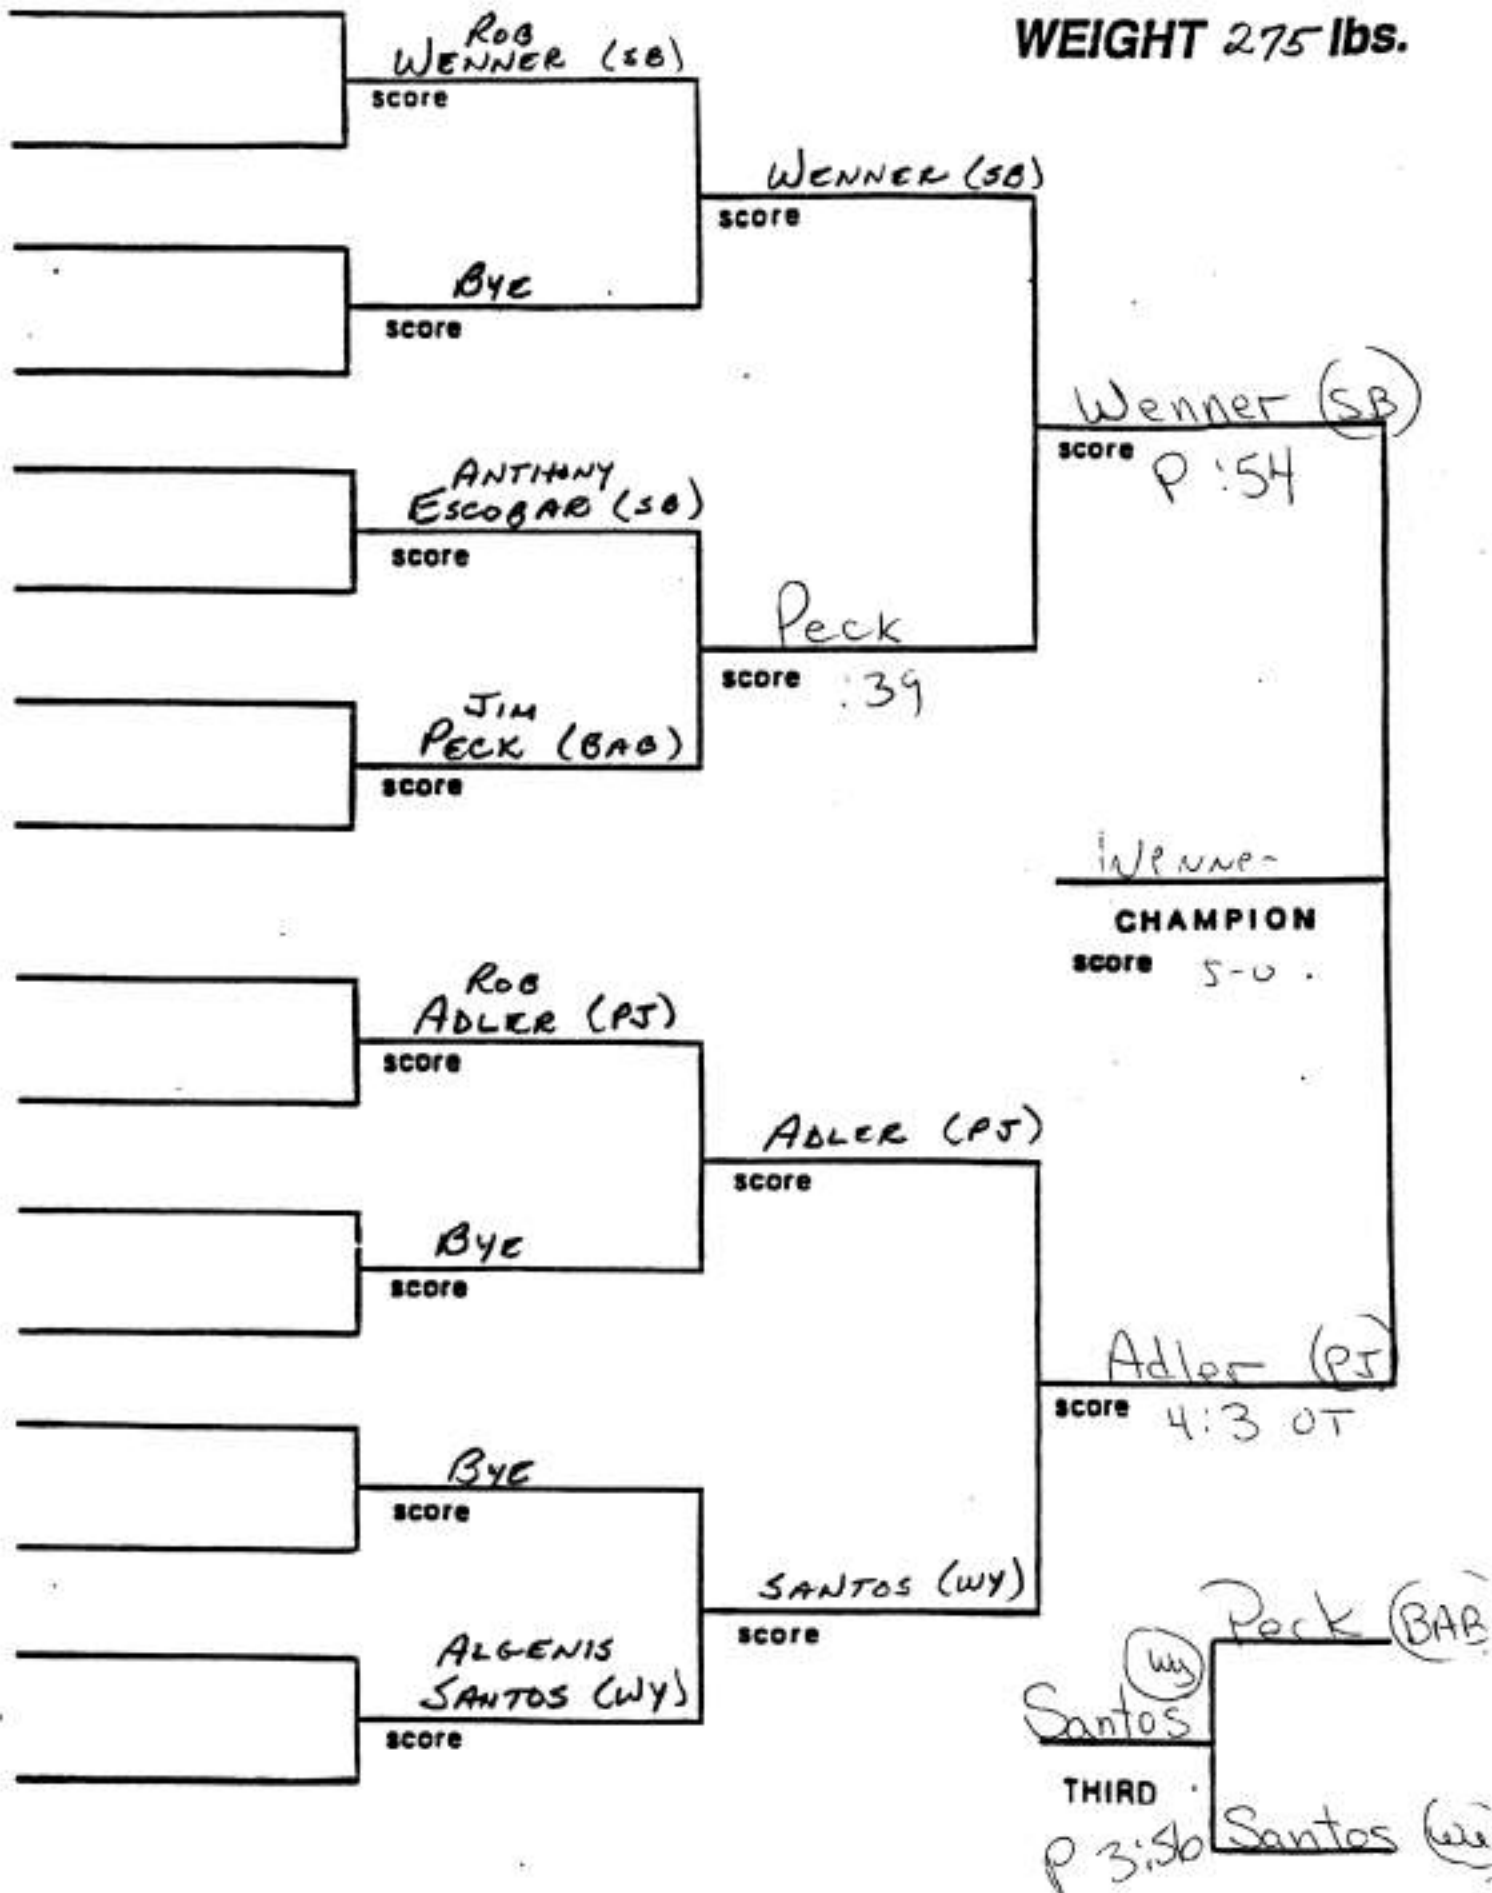 WEIGHT 275 lbs.
ROB
WENNER (SB)
score
WENNER (SB)
score
BYE
score
Wenner (SB)
score P :54
ANTHONY
ESCOBAR (SB)
score
Peck
score :39
JIM
PECK (BAB)
score
Wenner
CHAMPION
score 5-0
ROB
ADLER (PJ)
score
ADLER (PJ)
score
BYE
score
Adler (PJ)
score 4:3 OT
BYE
score
SANTOS (WY)
score
ALGENIS
SANTOS (WY)
score
Peck (BAB)
(Wy)
Santos
THIRD
Santos
P 3:56